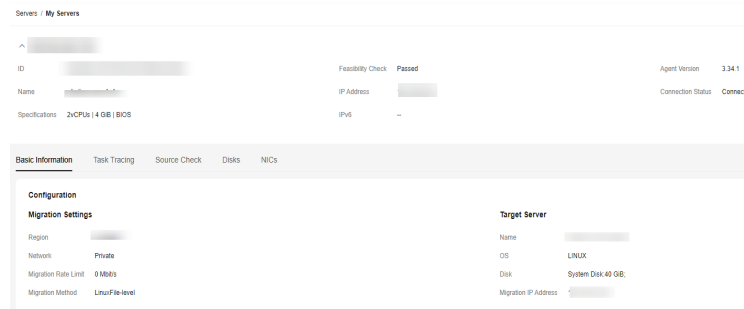 Servers / My Servers
ID
Feasibility Check Passed
Agent Version 3.34.1
Name
IP Address
Connection Status Connec
Specifications 2vCPUs | 4 GiB | BIOS
IPv6 --
Basic Information Task Tracing Source Check Disks NICs
Configuration
Migration Settings
Target Server
Region
Name
Network Private
OS LINUX
Migration Rate Limit 0 Mbit/s
Disk System Disk:40 GiB;
Migration Method Linux/File-level
Migration IP Address